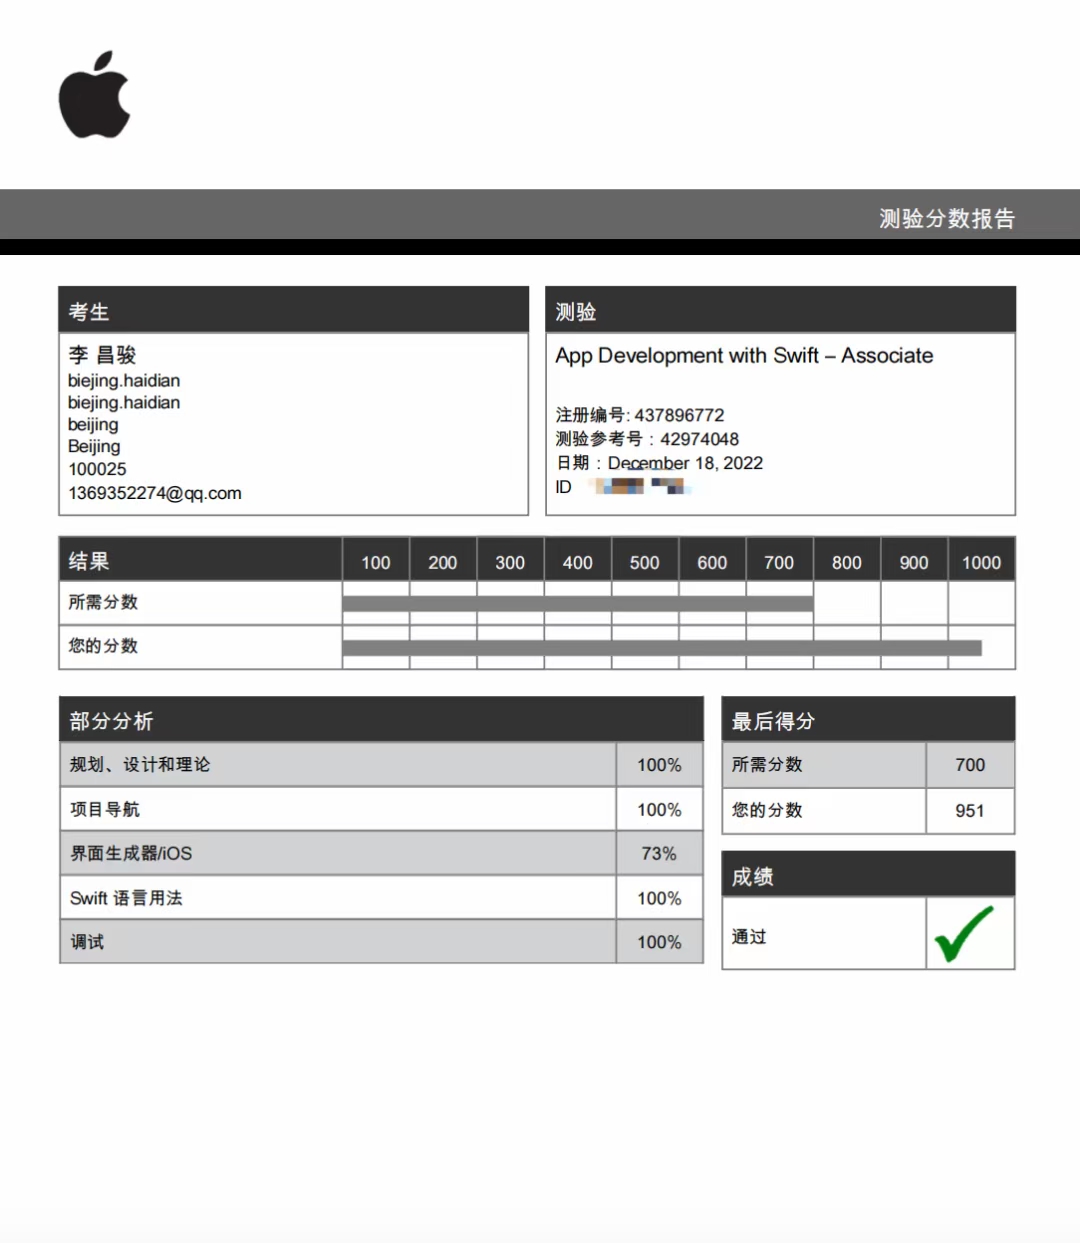 测验分数报告
考生
李 昌骏
biejing.haidian
biejing.haidian
beijing
Beijing
100025
1369352274@qq.com
测验
App Development with Swift – Associate
注册编号: 437896772
测验参考号：42974048
日期：December 18, 2022
ID
结果 100 200 300 400 500 600 700 800 900 1000
所需分数
您的分数
部分分析
规划、设计和理论 100%
项目导航 100%
界面生成器/iOS 73%
Swift 语言用法 100%
调试 100%
最后得分
所需分数 700
您的分数 951
成绩
通过